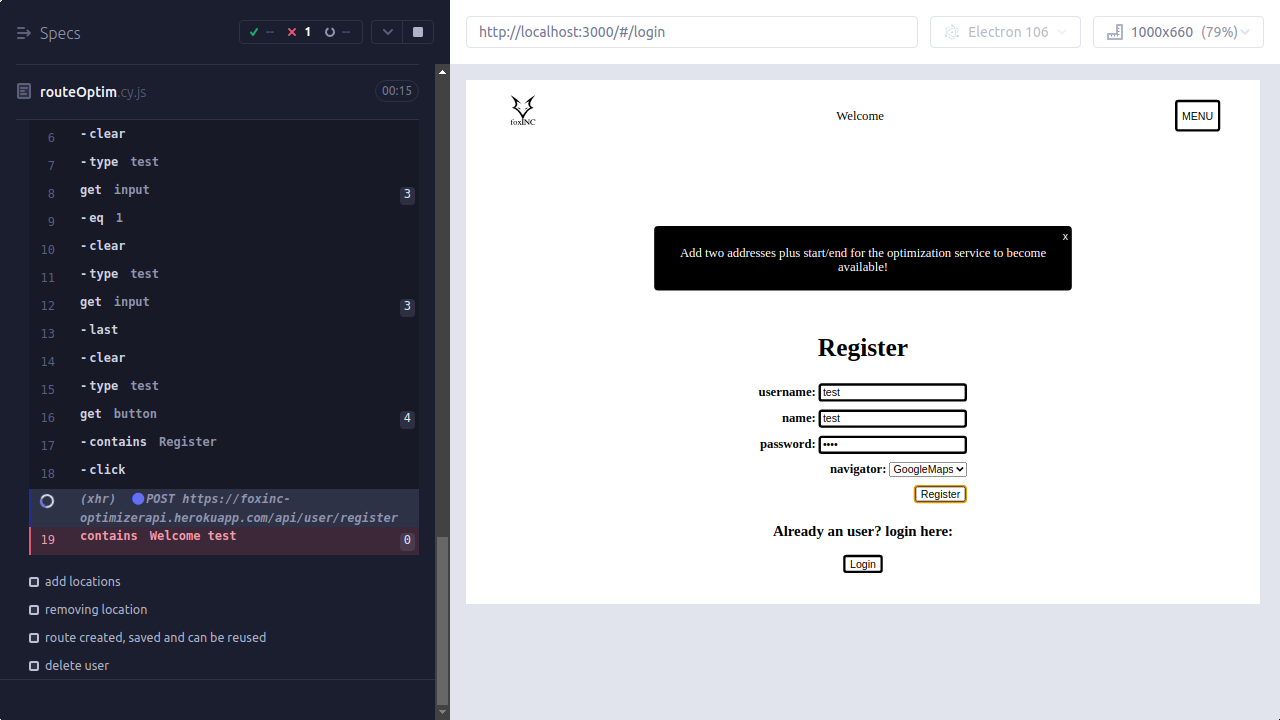 Specs
-- 1 --
routeOptim.cy.js
00:15
6 -clear
7 -type test
8 get input 3
9 -eq 1
10 -clear
11 -type test
12 get input 3
13 -last
14 -clear
15 -type test
16 get button 4
17 -contains Register
18 -click
(xhr) POST https://foxinc-
optimizerapi.herokuapp.com/api/user/register
19 contains Welcome test 0
add locations
removing location
route created, saved and can be reused
delete user
http://localhost:3000/#/login
Electron 106
1000x660 (79%)
foxINC
Welcome
MENU
x
Add two addresses plus start/end for the optimization service to become
available!
Register
username: test
name: test
password: ••••
navigator: GoogleMaps
Register
Already an user? login here:
Login